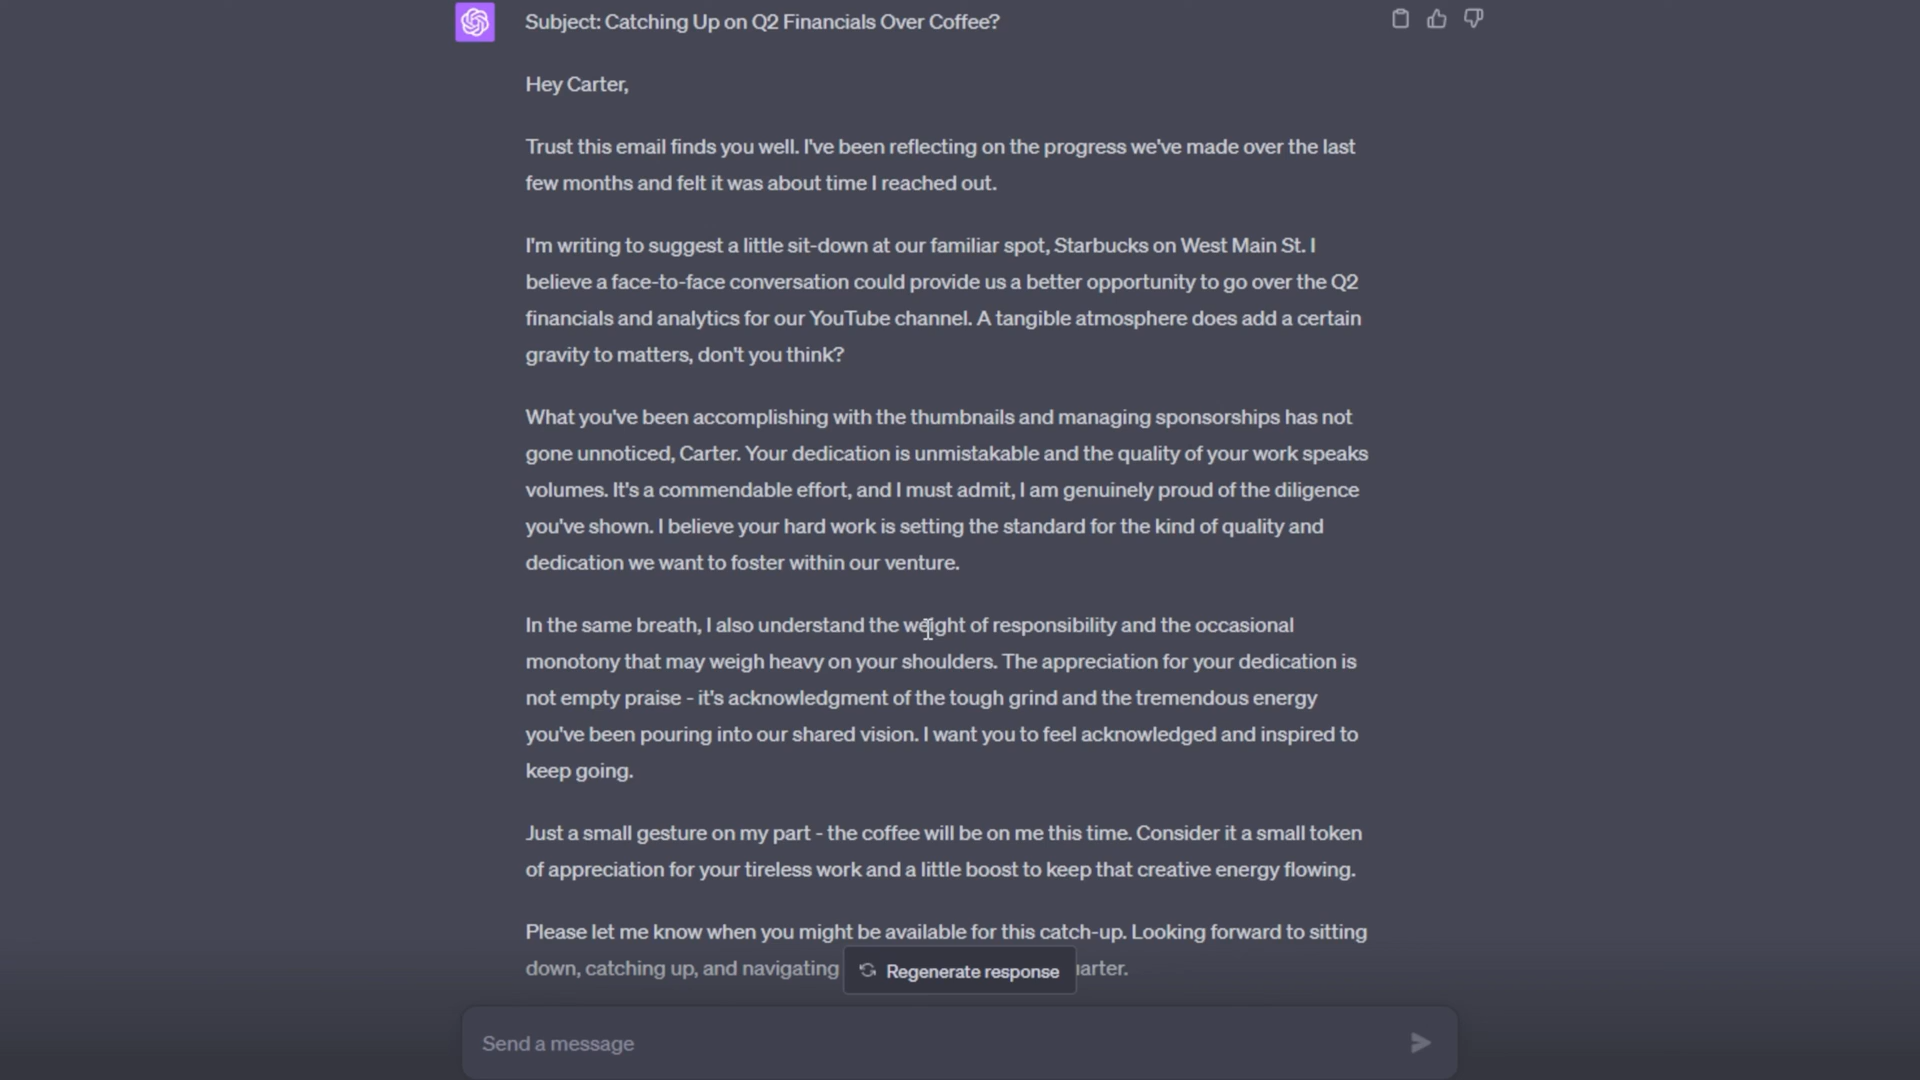 Subject: Catching Up on Q2 Financials Over Coffee?
Hey Carter,
Trust this email finds you well. I've been reflecting on the progress we've made over the last
few months and felt it was about time I reached out.
I'm writing to suggest a little sit-down at our familiar spot, Starbucks on West Main St. I
believe a face-to-face conversation could provide us a better opportunity to go over the Q2
financials and analytics for our YouTube channel. A tangible atmosphere does add a certain
gravity to matters, don't you think?
What you've been accomplishing with the thumbnails and managing sponsorships has not
gone unnoticed, Carter. Your dedication is unmistakable and the quality of your work speaks
volumes. It's a commendable effort, and I must admit, I am genuinely proud of the diligence
you've shown. I believe your hard work is setting the standard for the kind of quality and
dedication we want to foster within our venture.
In the same breath, I also understand the weight of responsibility and the occasional
monotony that may weigh heavy on your shoulders. The appreciation for your dedication is
not empty praise - it's acknowledgment of the tough grind and the tremendous energy
you've been pouring into our shared vision. I want you to feel acknowledged and inspired to
keep going.
Just a small gesture on my part - the coffee will be on me this time. Consider it a small token
of appreciation for your tireless work and a little boost to keep that creative energy flowing.
Please let me know when you might be available for this catch-up. Looking forward to sitting
down, catching up, and navigating
Regenerate response
Send a message